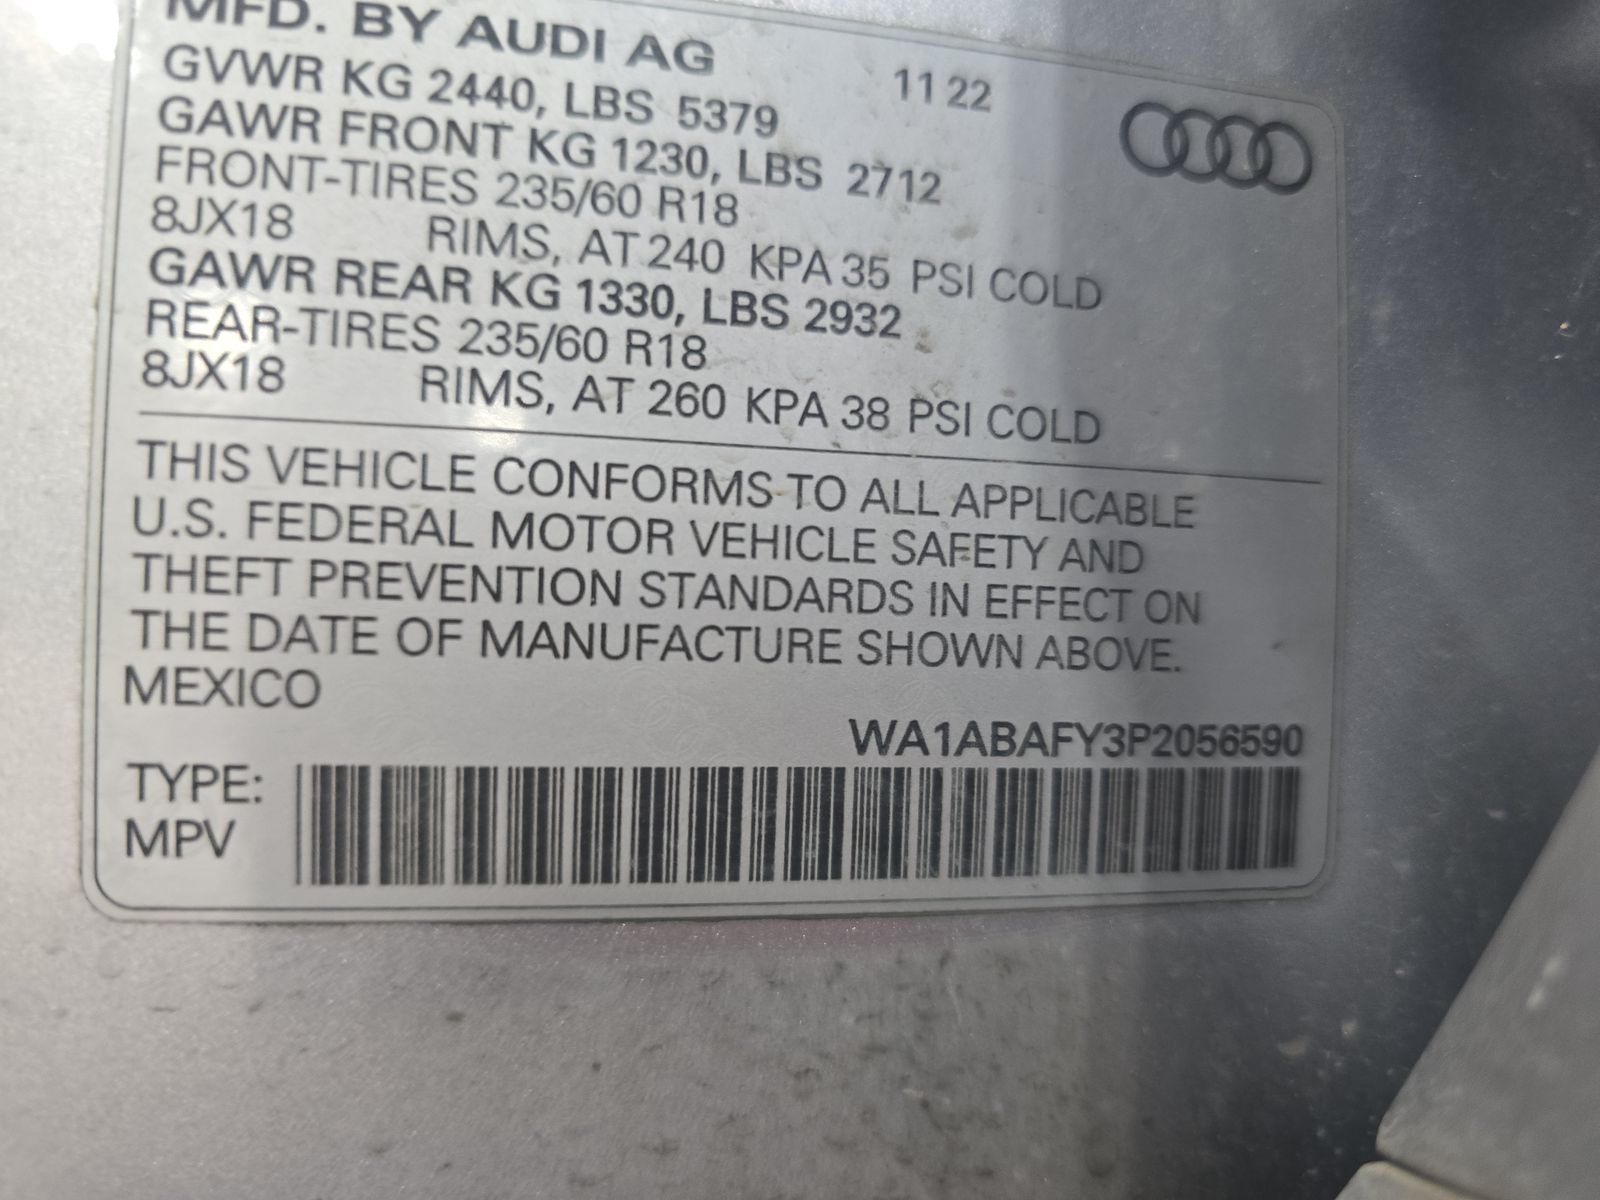 MFD. BY AUDI AG
GVWR KG 2440, LBS 5379 11 22
GAWR FRONT KG 1230, LBS 2712
FRONT-TIRES 235/60 R18
8JX18 RIMS, AT 240 KPA 35 PSI COLD
GAWR REAR KG 1330, LBS 2932
REAR-TIRES 235/60 R18
8JX18 RIMS, AT 260 KPA 38 PSI COLD
THIS VEHICLE CONFORMS TO ALL APPLICABLE
U.S. FEDERAL MOTOR VEHICLE SAFETY AND
THEFT PREVENTION STANDARDS IN EFFECT ON
THE DATE OF MANUFACTURE SHOWN ABOVE.
MEXICO
WA1ABAFY3P2056590
TYPE:
MPV